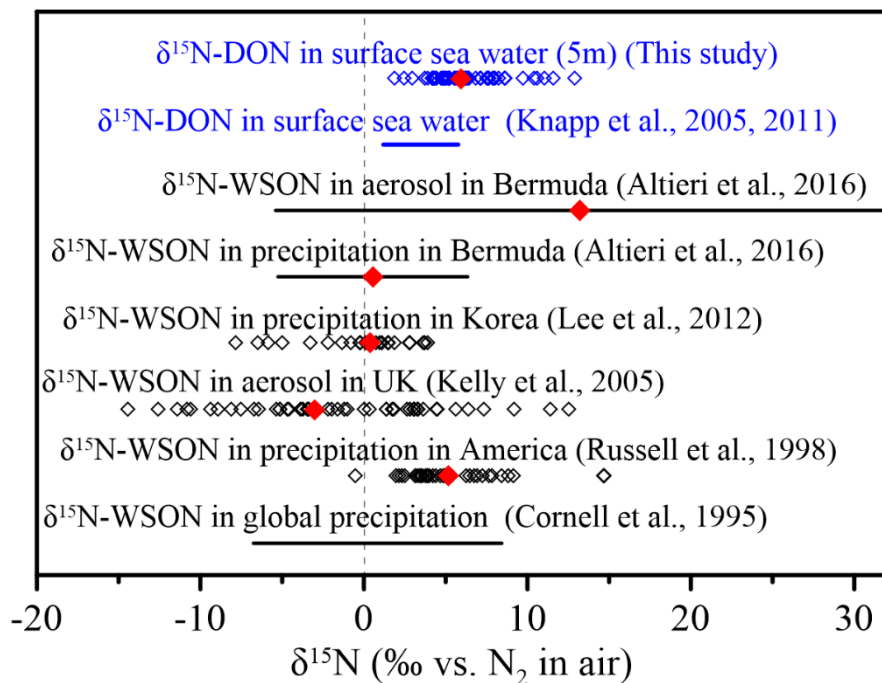 δ¹⁵N-DON in surface sea water (5m) (This study)
δ¹⁵N-DON in surface sea water (Knapp et al., 2005, 2011)
δ¹⁵N-WSON in aerosol in Bermuda (Altieri et al., 2016)
δ¹⁵N-WSON in precipitation in Bermuda (Altieri et al., 2016)
δ¹⁵N-WSON in precipitation in Korea (Lee et al., 2012)
δ¹⁵N-WSON in aerosol in UK (Kelly et al., 2005)
δ¹⁵N-WSON in precipitation in America (Russell et al., 1998)
δ¹⁵N-WSON in global precipitation (Cornell et al., 1995)
-20 -10 0 10 20 30
δ¹⁵N (‰ vs. N₂ in air)